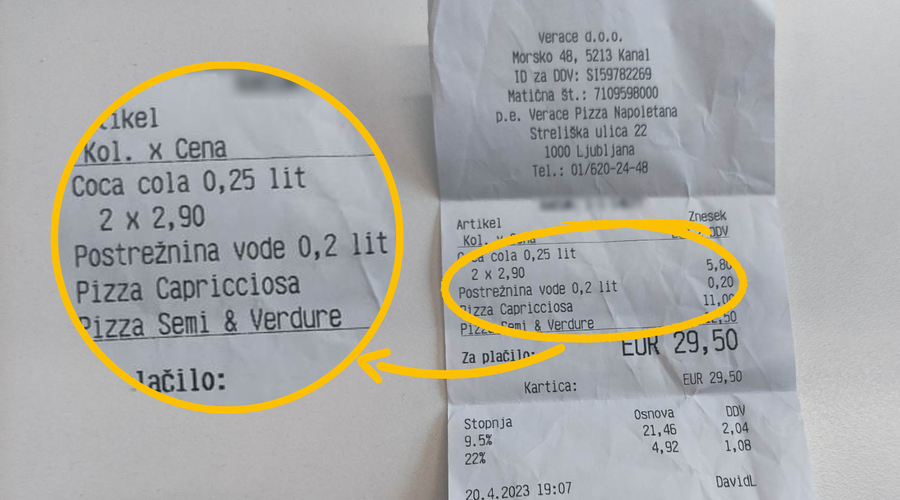 tikel
Kol. x Cena
Coca cola 0,25 lit
2 x 2,90
Postrežnina vode 0,2 lit
Pizza Capricciosa
Pizza Semi & Verdure
lačilo:
Verace d.o.o.
Morsko 48, 5213 Kanal
ID za DDV: SI59782269
Matična št.: 7109598000
p.e. Verace Pizza Napoletana
Streliška ulica 22
1000 Ljubljana
Tel.: 01/620-24-48
Artikel Znesek
Kol. x DDV
cola 0,25 lit
2 x 2,90 5,80
Postrežnina vode 0,2 lit 0,20
Pizza Capricciosa 11,00
Pizza Semi & Verdure
Za plačilo: EUR 29,50
Kartica: EUR 29,50
Stopnja Osnova DDV
9.5% 21,46 2,04
22% 4,92 1,08
20.4.2023 19:07 DavidL